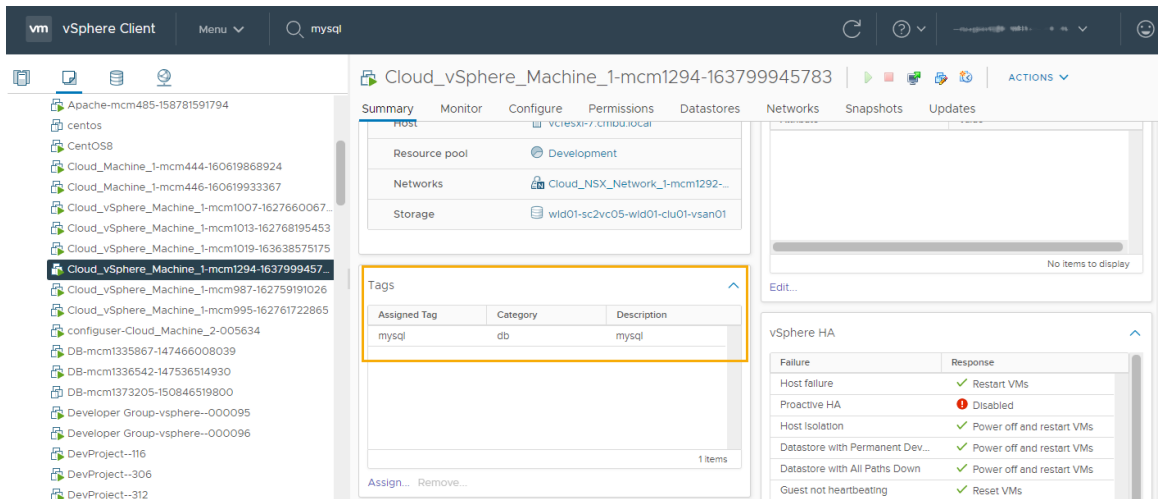 vm vSphere Client Menu mysql
Cloud_vSphere_Machine_1-mcm1294-163799945783 ACTIONS
Summary Monitor Configure Permissions Datastores Networks Snapshots Updates
Apache-mcm485-158781591794
centos
CentOS8
Cloud_Machine_1-mcm444-160619868924
Cloud_Machine_1-mcm446-160619933367
Cloud_vSphere_Machine_1-mcm1007-1627660067...
Cloud_vSphere_Machine_1-mcm1013-162768195453
Cloud_vSphere_Machine_1-mcm1019-163638575175
Cloud_vSphere_Machine_1-mcm1294-1637999457...
Cloud_vSphere_Machine_1-mcm987-162759191026
Cloud_vSphere_Machine_1-mcm995-162761722865
configuser-Cloud_Machine_2-005634
DB-mcm1335867-147466008039
DB-mcm1336542-147536514930
DB-mcm1373205-150846519800
Developer Group-vsphere--000095
Developer Group-vsphere--000096
DevProject--116
DevProject--306
DevProject--312
Host vcfesxi-7.cmbu.local
Resource pool Development
Networks Cloud_NSX_Network_1-mcm1292-...
Storage wld01-sc2vc05-wld01-clu01-vsan01
Tags
Assigned Tag Category Description
mysql db mysql
1 items
Assign... Remove...
No items to display
Edit...
vSphere HA
Failure Response
Host failure Restart VMs
Proactive HA Disabled
Host Isolation Power off and restart VMs
Datastore with Permanent Dev... Power off and restart VMs
Datastore with All Paths Down Power off and restart VMs
Guest not heartbeating Reset VMs